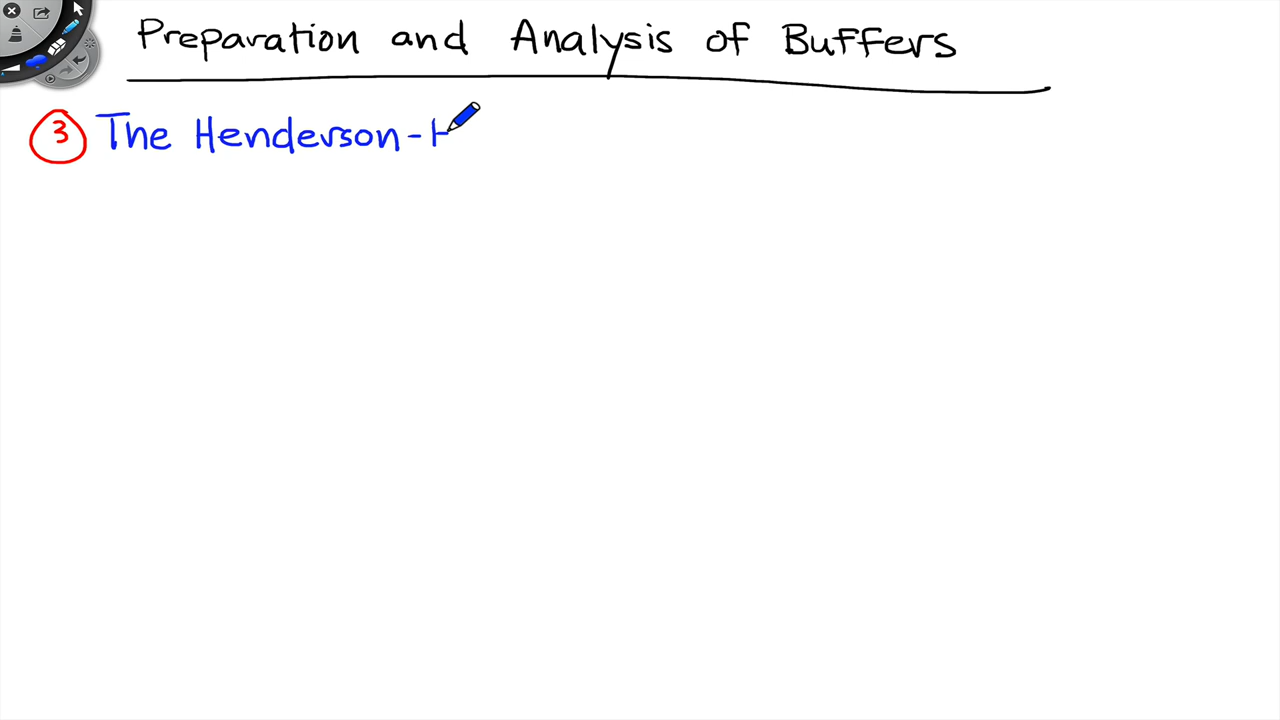 Preparation and Analysis of Buffers
3 The Henderson-H